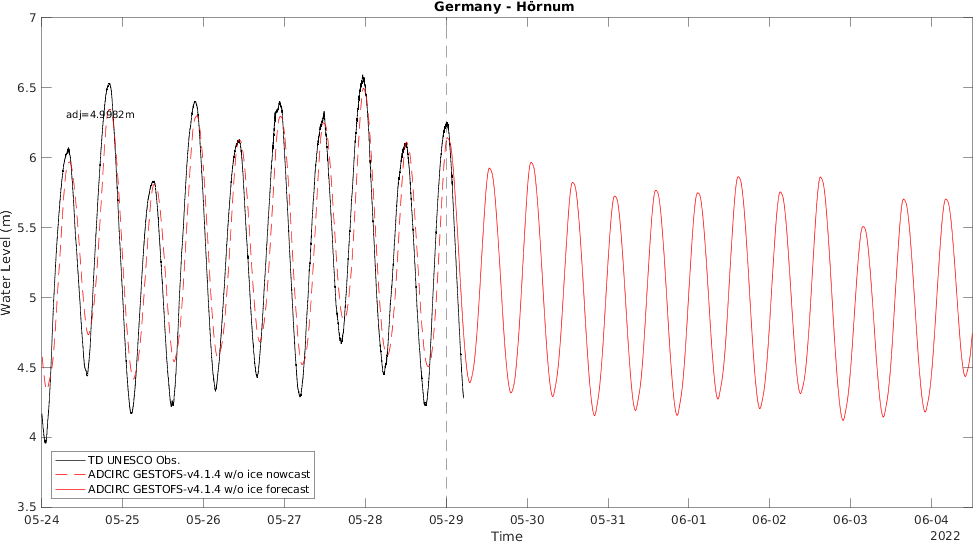 Germany - Hörnum
7
6.5
6
5.5
5
4.5
4
3.5
Water Level (m)
adj=4.9982m
TD UNESCO Obs.
ADCIRC GESTOFS-v4.1.4 w/o ice nowcast
ADCIRC GESTOFS-v4.1.4 w/o ice forecast
05-24 05-25 05-26 05-27 05-28 05-29 05-30 05-31 06-01 06-02 06-03 06-04
Time
2022